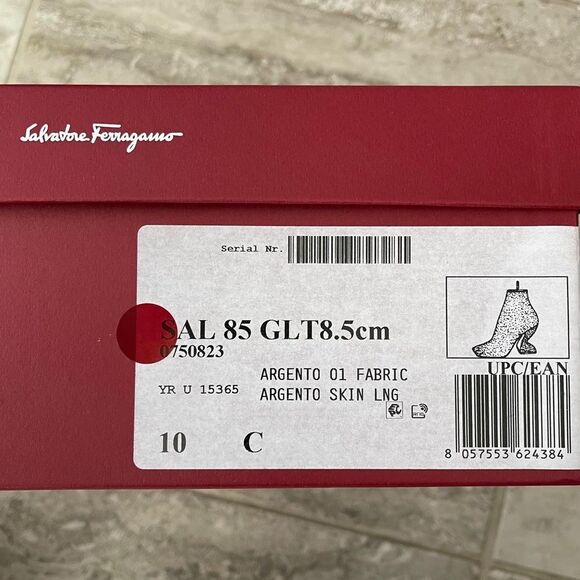 Salvatore Ferragamo
Serial Nr.
SAL 85 GLT8.5cm
0750823
ARGENTO 01 FABRIC
YR U 15365
ARGENTO SKIN LNG
10 C
UPC/EAN
8 057553 624384